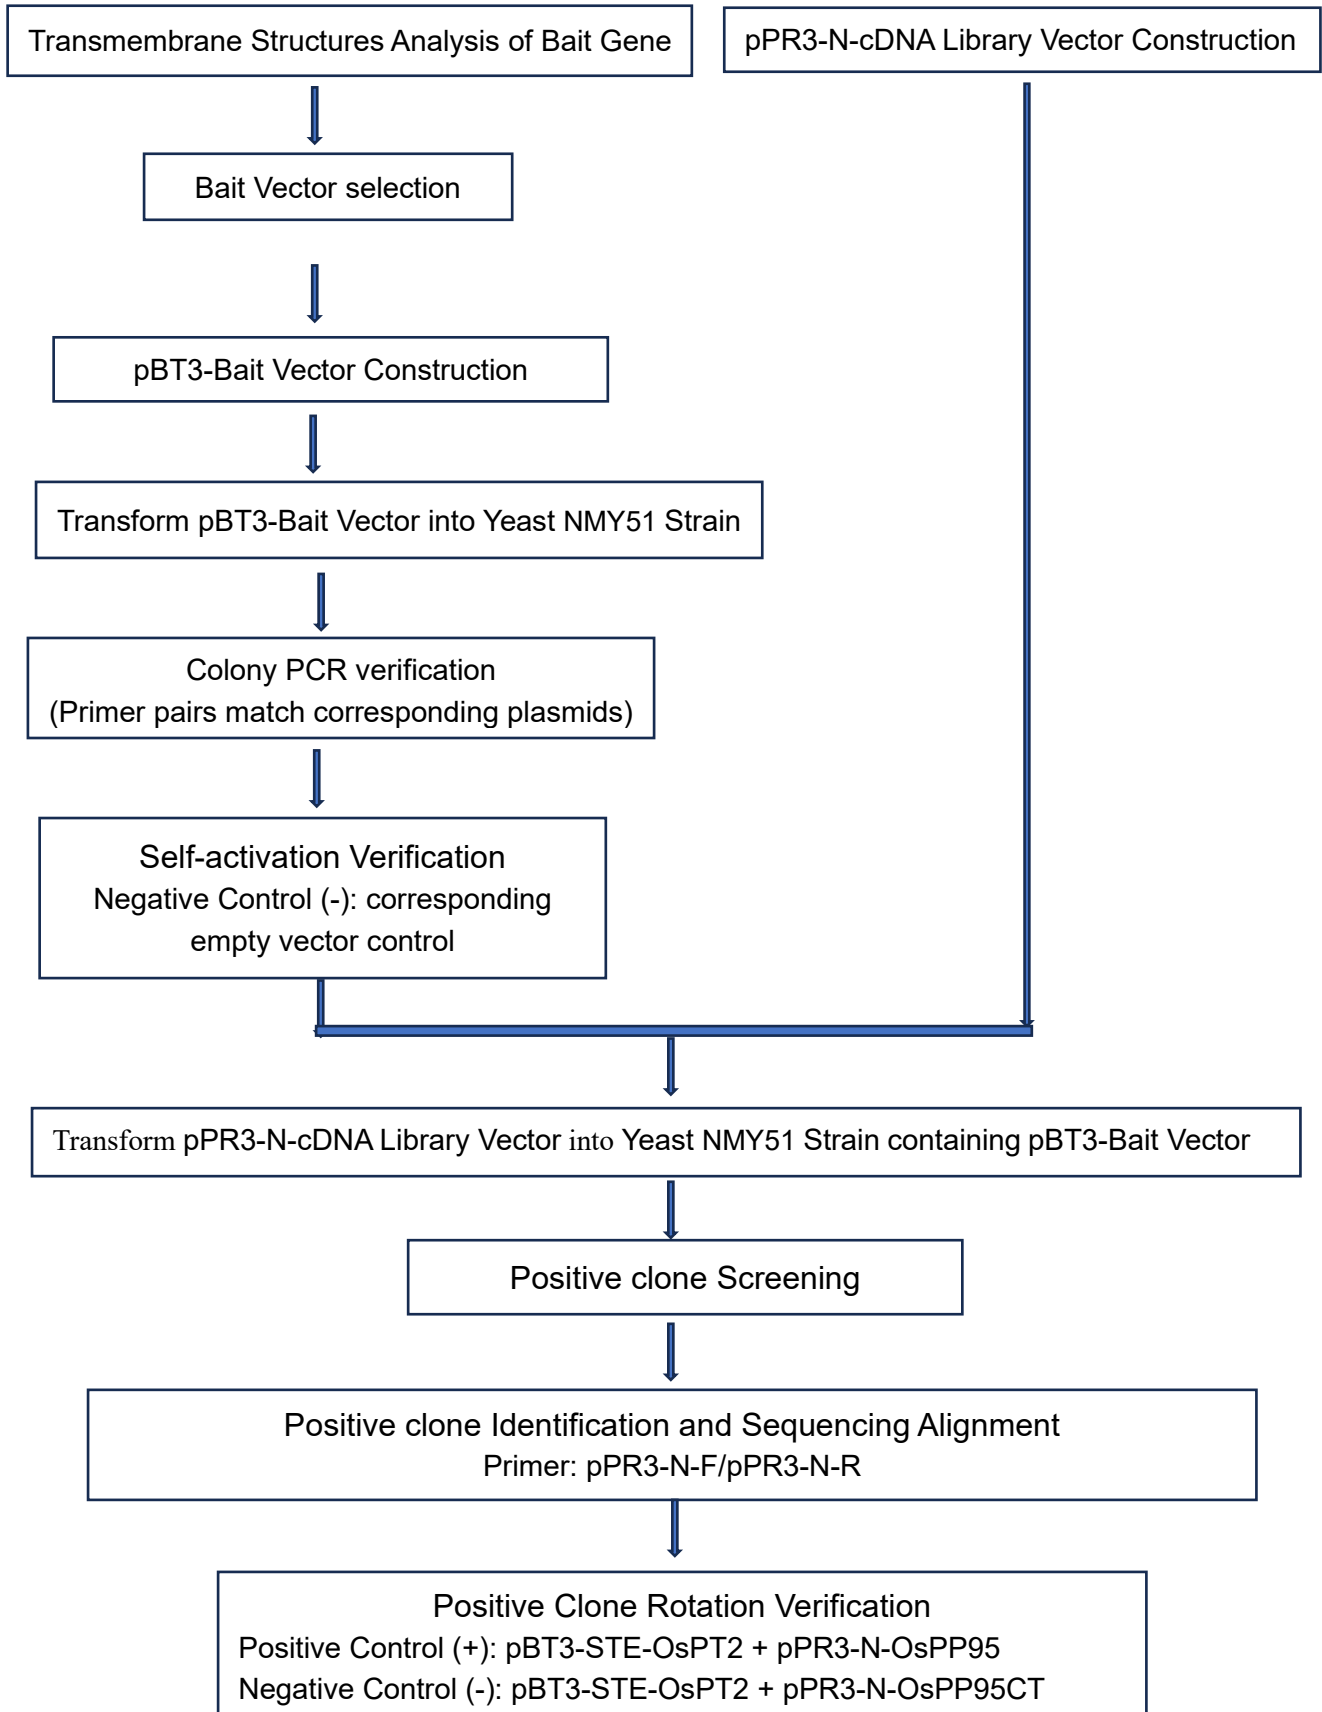 Transmembrane Structures Analysis of Bait Gene
pPR3-N-cDNA Library Vector Construction
Bait Vector selection
pBT3-Bait Vector Construction
Transform pBT3-Bait Vector into Yeast NMY51 Strain
Colony PCR verification
(Primer pairs match corresponding plasmids)
Self-activation Verification
Negative Control (-): corresponding
empty vector control
Transform pPR3-N-cDNA Library Vector into Yeast NMY51 Strain containing pBT3-Bait Vector
Positive clone Screening
Positive clone Identification and Sequencing Alignment
Primer: pPR3-N-F/pPR3-N-R
Positive Clone Rotation Verification
Positive Control (+): pBT3-STE-OsPT2 + pPR3-N-OsPP95
Negative Control (-): pBT3-STE-OsPT2 + pPR3-N-OsPP95CT